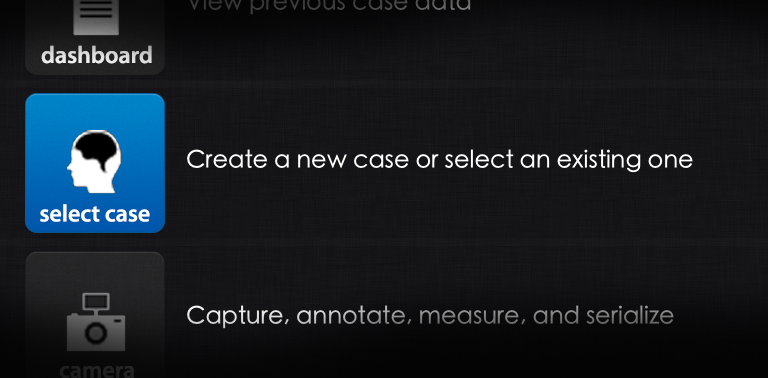 View previous case data
dashboard
Create a new case or select an existing one
select case
Capture, annotate, measure, and serialize
camera